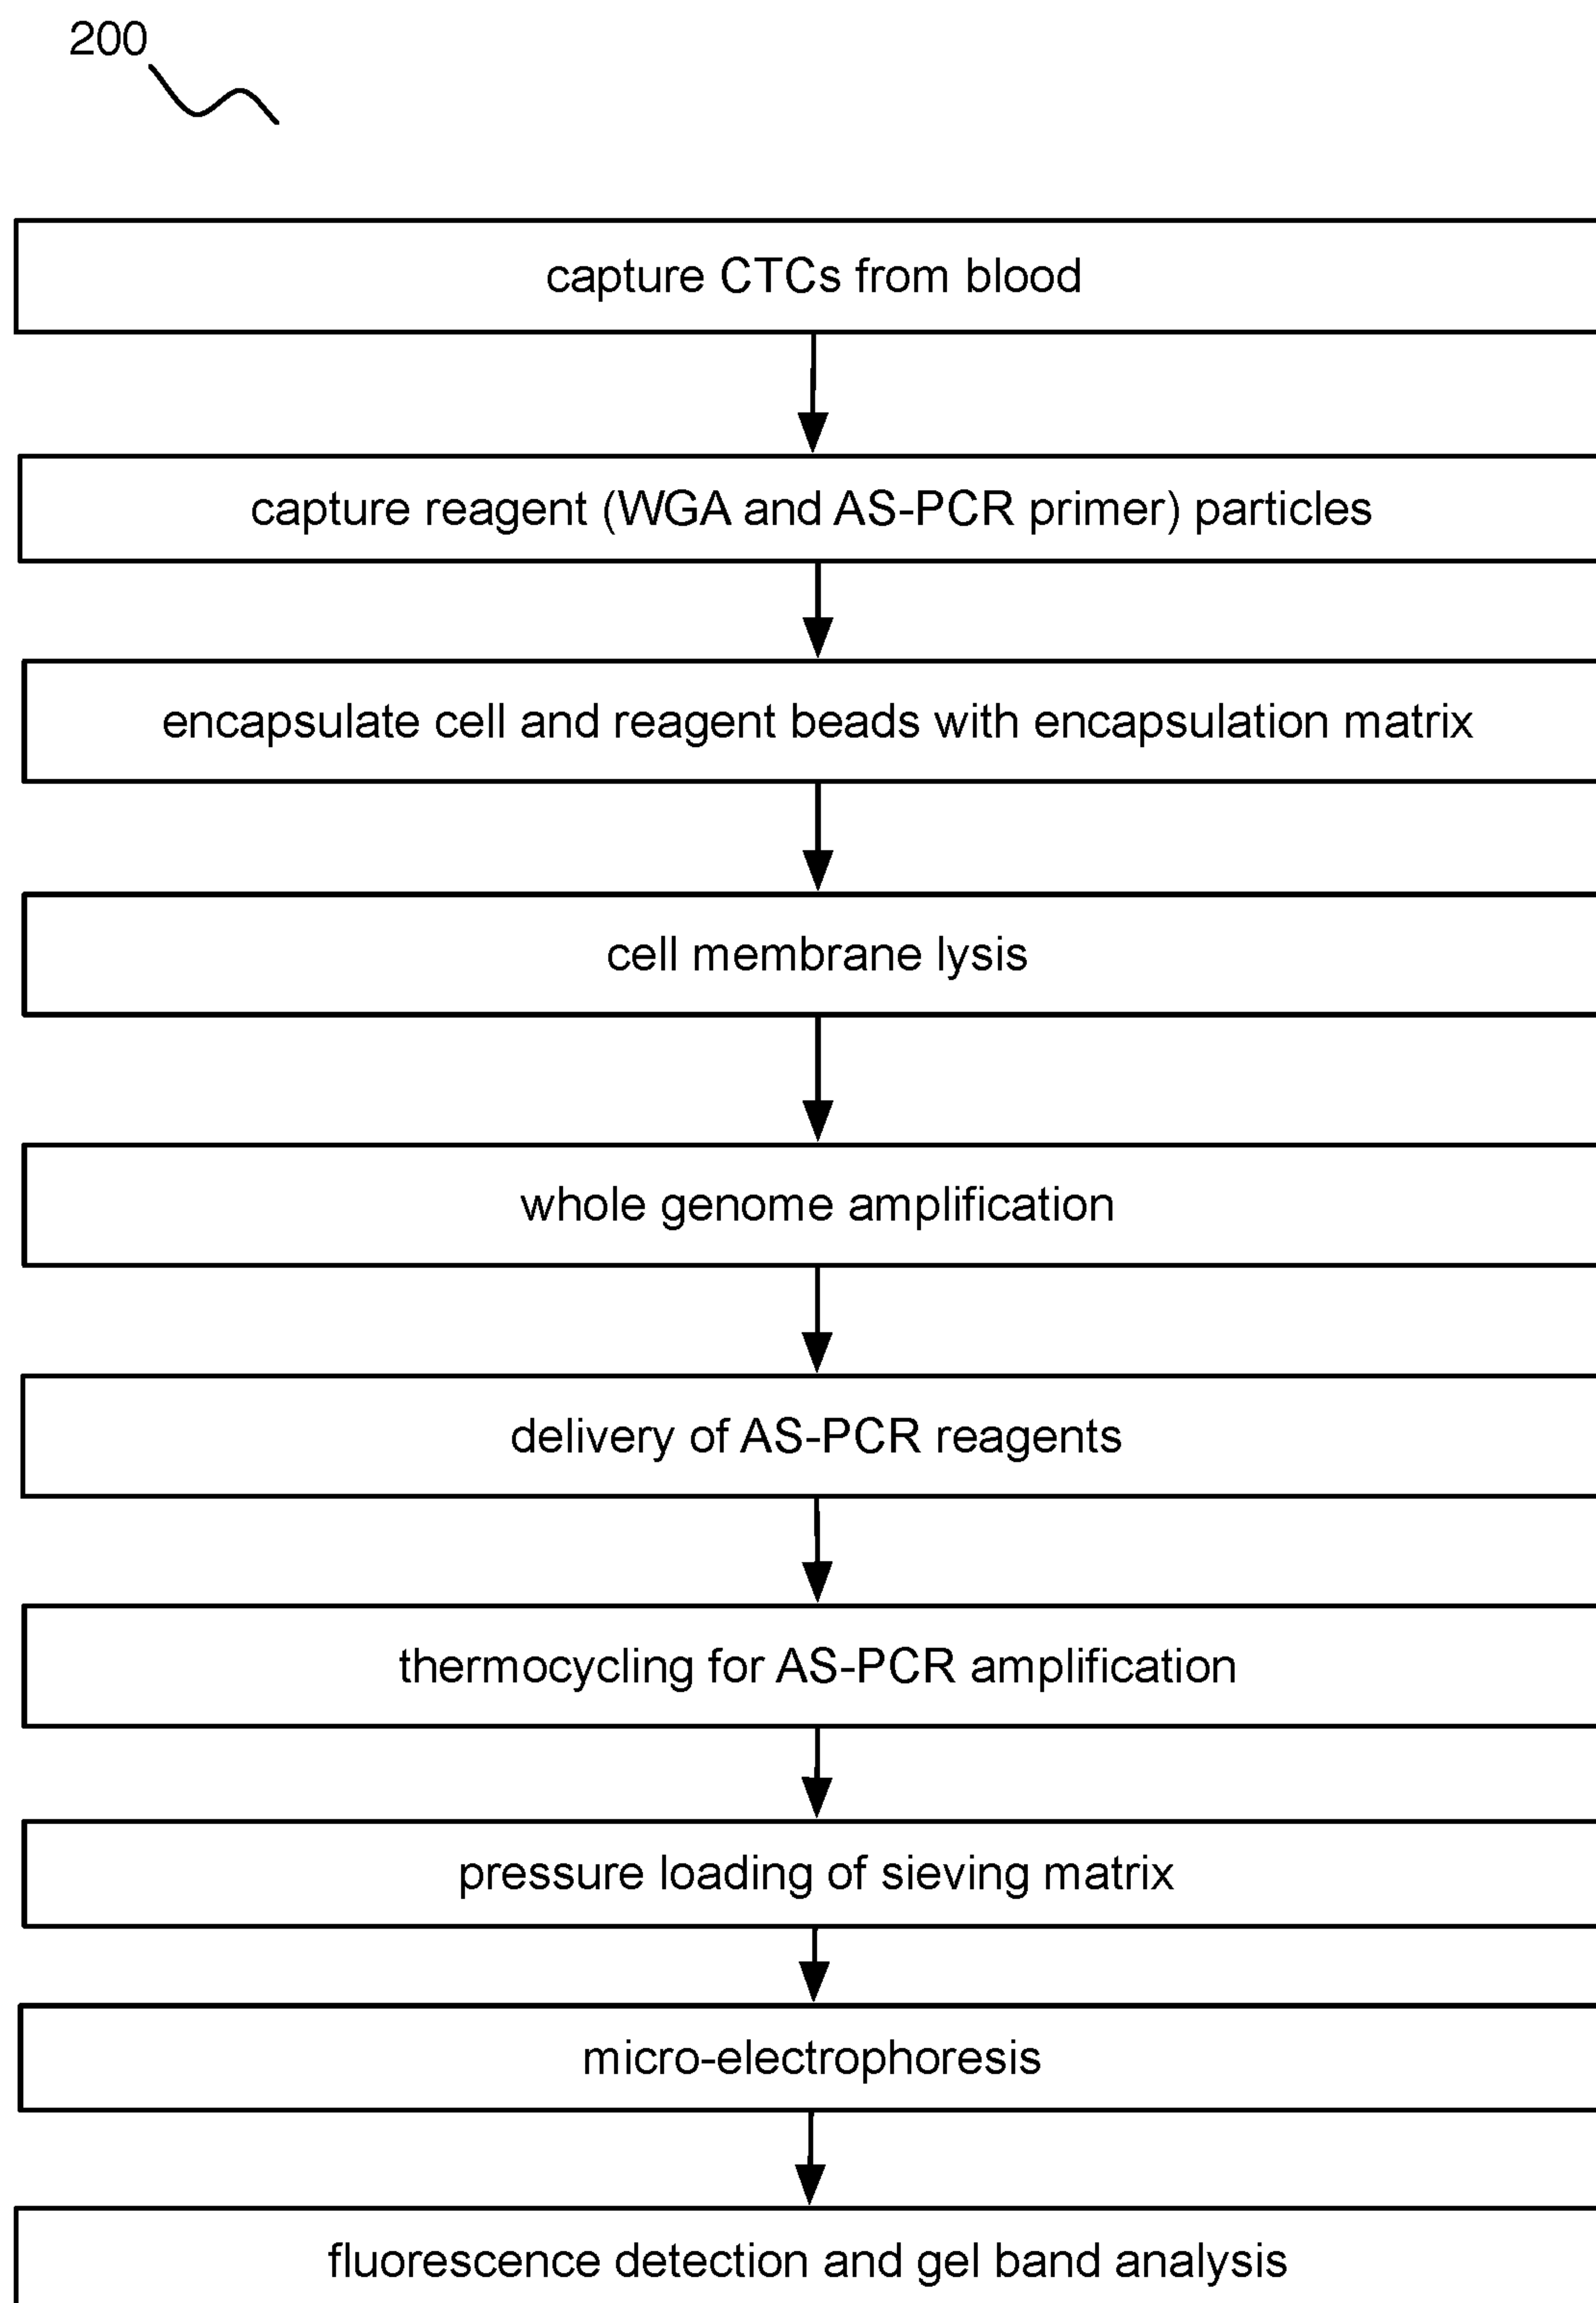 200
capture CTCs from blood
capture reagent (WGA and AS-PCR primer) particles
encapsulate cell and reagent beads with encapsulation matrix
cell membrane lysis
whole genome amplification
delivery of AS-PCR reagents
thermocycling for AS-PCR amplification
pressure loading of sieving matrix
micro-electrophoresis
fluorescence detection and gel band analysis